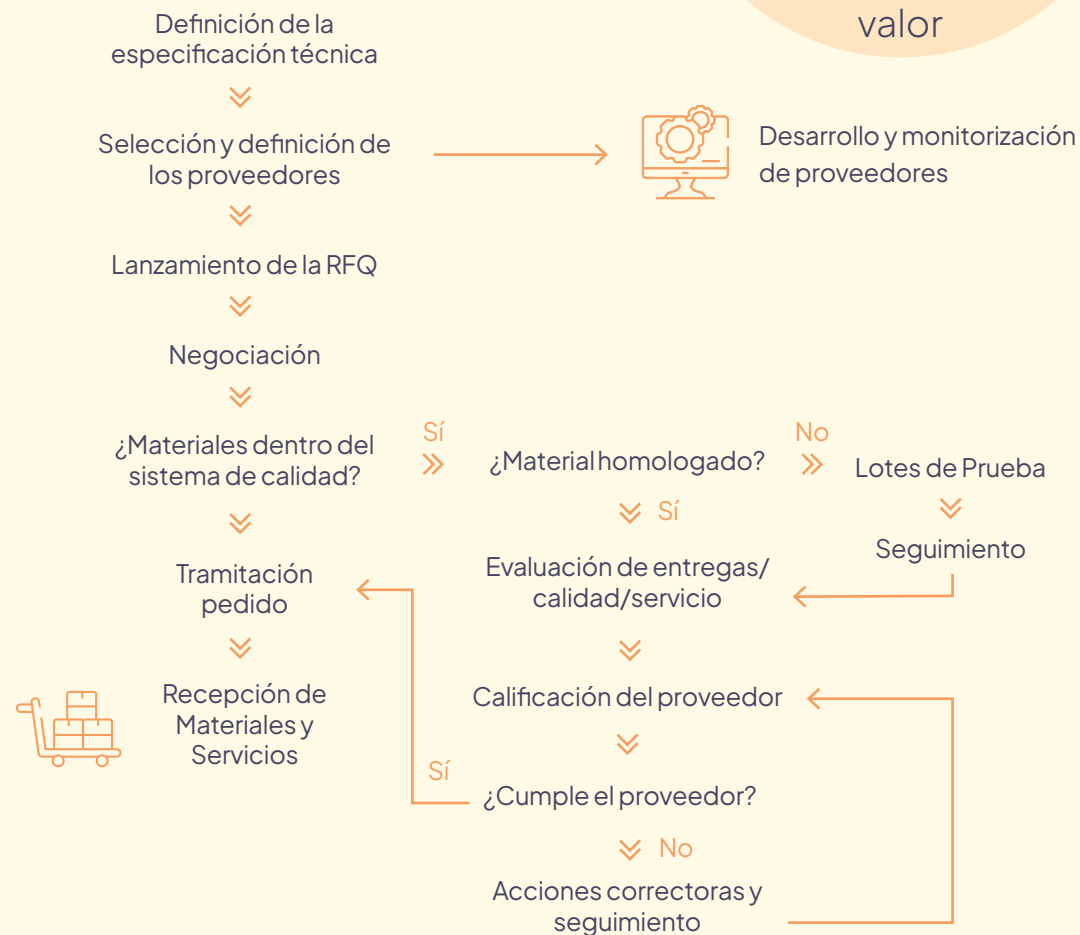 valor
Definición de la
especificación técnica
Selección y definición de
los proveedores
Desarrollo y monitorización
de proveedores
Lanzamiento de la RFQ
Negociación
¿Materiales dentro del
sistema de calidad?
Sí
¿Material homologado?
No
Lotes de Prueba
Sí
Seguimiento
Tramitación
pedido
Evaluación de entregas/
calidad/servicio
Recepción de
Materiales y
Servicios
Calificación del proveedor
Sí
¿Cumple el proveedor?
No
Acciones correctoras y
seguimiento